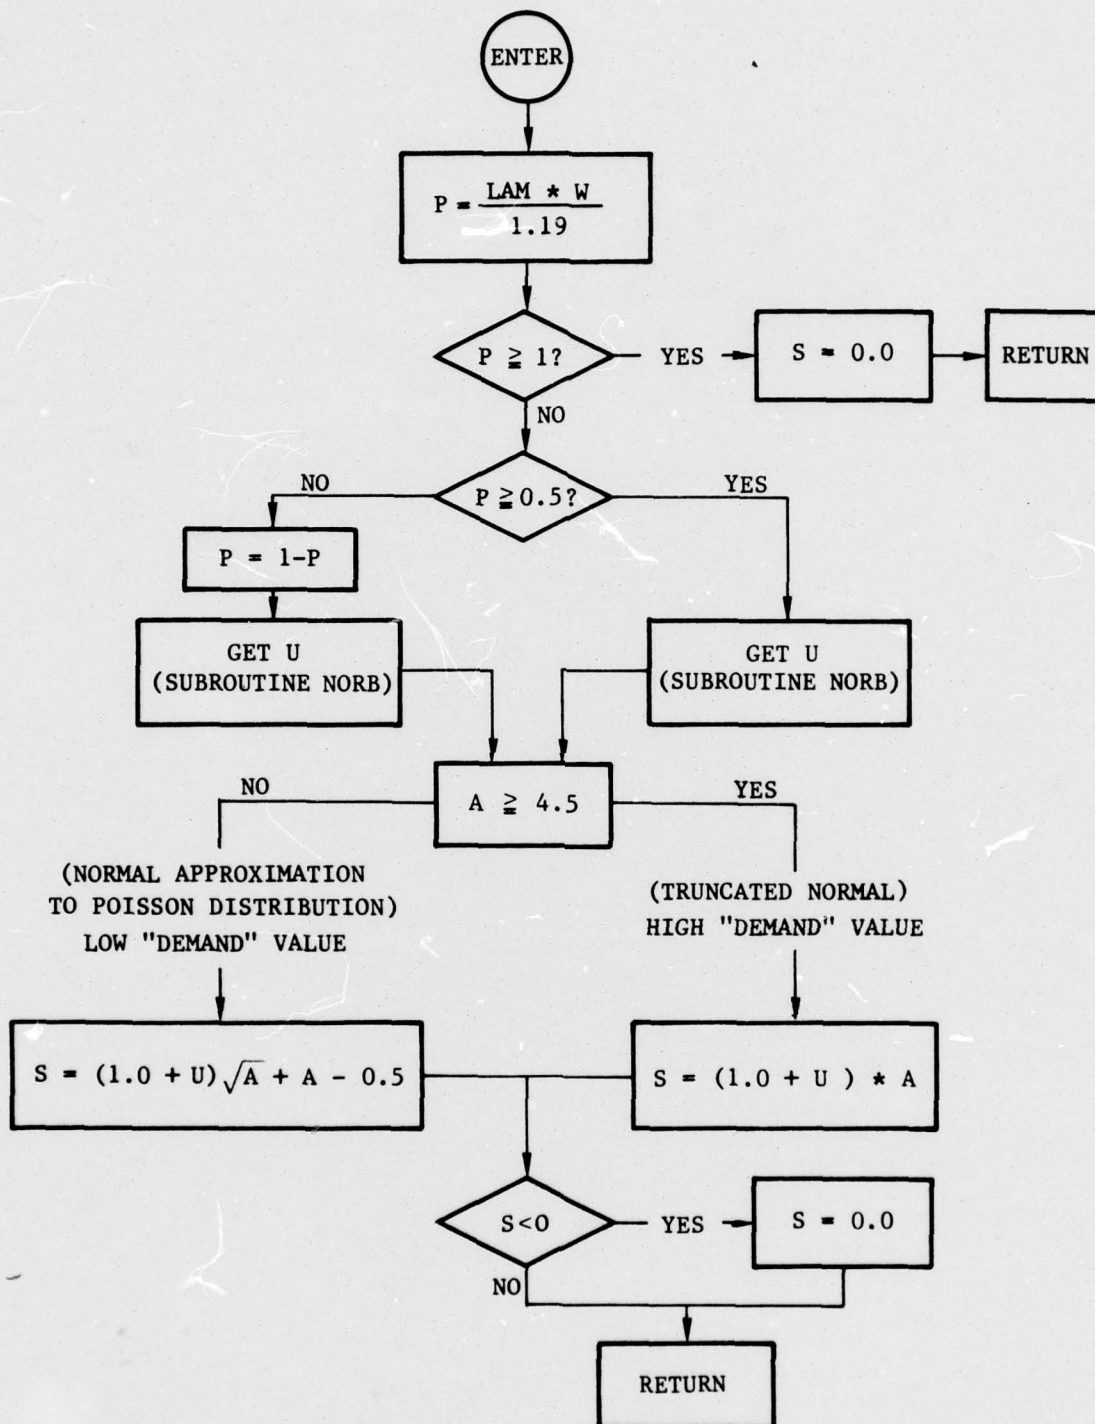 ENTER
P = LAM * W / 1.19
P ≧ 1?
YES
S = 0.0
RETURN
NO
P ≧ 0.5?
NO
YES
P = 1-P
GET U
(SUBROUTINE NORB)
GET U
(SUBROUTINE NORB)
A ≧ 4.5
NO
YES
(NORMAL APPROXIMATION
TO POISSON DISTRIBUTION)
LOW "DEMAND" VALUE
(TRUNCATED NORMAL)
HIGH "DEMAND" VALUE
S = (1.0 + U)√A + A - 0.5
S = (1.0 + U ) * A
S<0
YES
S = 0.0
NO
RETURN